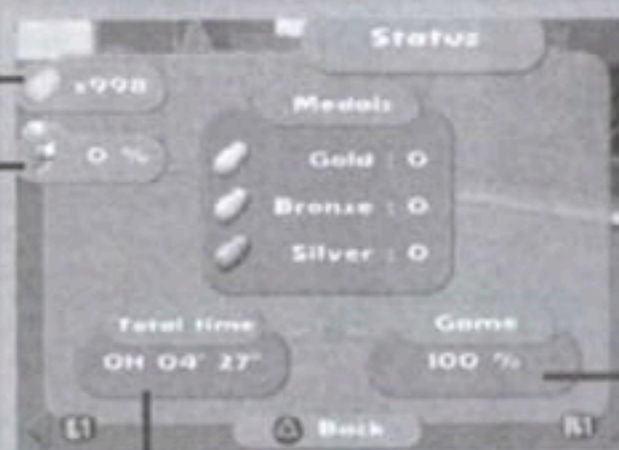 Status
x998
Medals
0 %
Gold : 0
Bronze : 0
Silver : 0
Total time
Game
0H 04' 27"
100 %
L1
Back
R1